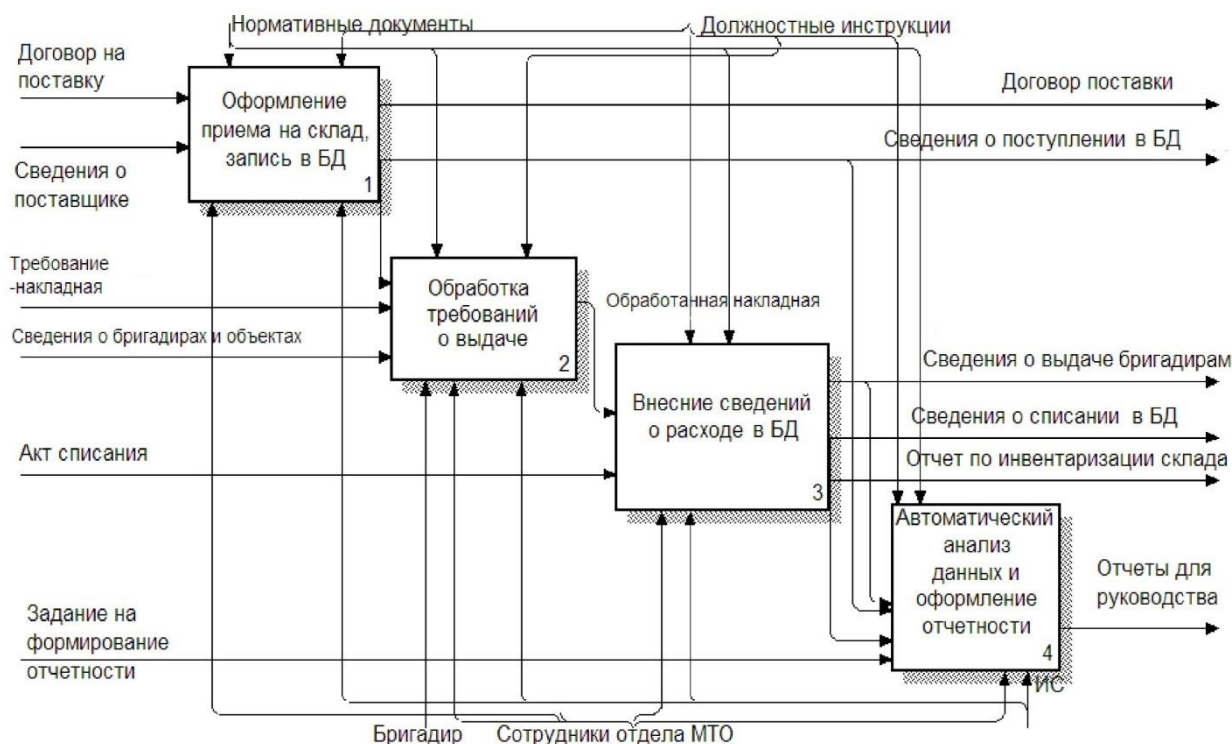 Нормативные документы
Должностные инструкции
Договор на
поставку
Оформление
приема на склад,
запись в БД
1
Договор поставки
Сведения о поступлении в БД
Сведения о
поставщике
Требование
-накладная
Обработка
требований
о выдаче
2
Обработанная накладная
Сведения о бригадирах и объектах
Сведения о выдаче бригадирам
Внесние сведений
о расходе в БД
3
Сведения о списании в БД
Отчет по инвентаризации склада
Акт списания
Автоматический
анализ
данных и
оформление
отчетности
4
Отчеты для
руководства
Задание на
формирование
отчетности
ИС
Бригадир
Сотрудники отдела МТО